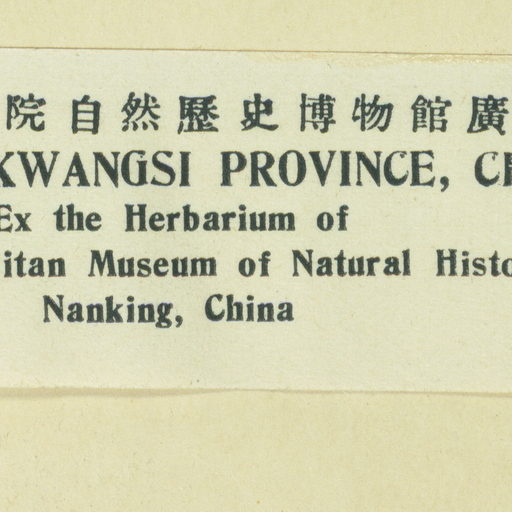 院自然歷史博物館廣
KWANGSI PROVINCE,
Ex the Herbarium of
itan Museum of Natural Histo
Nanking, China